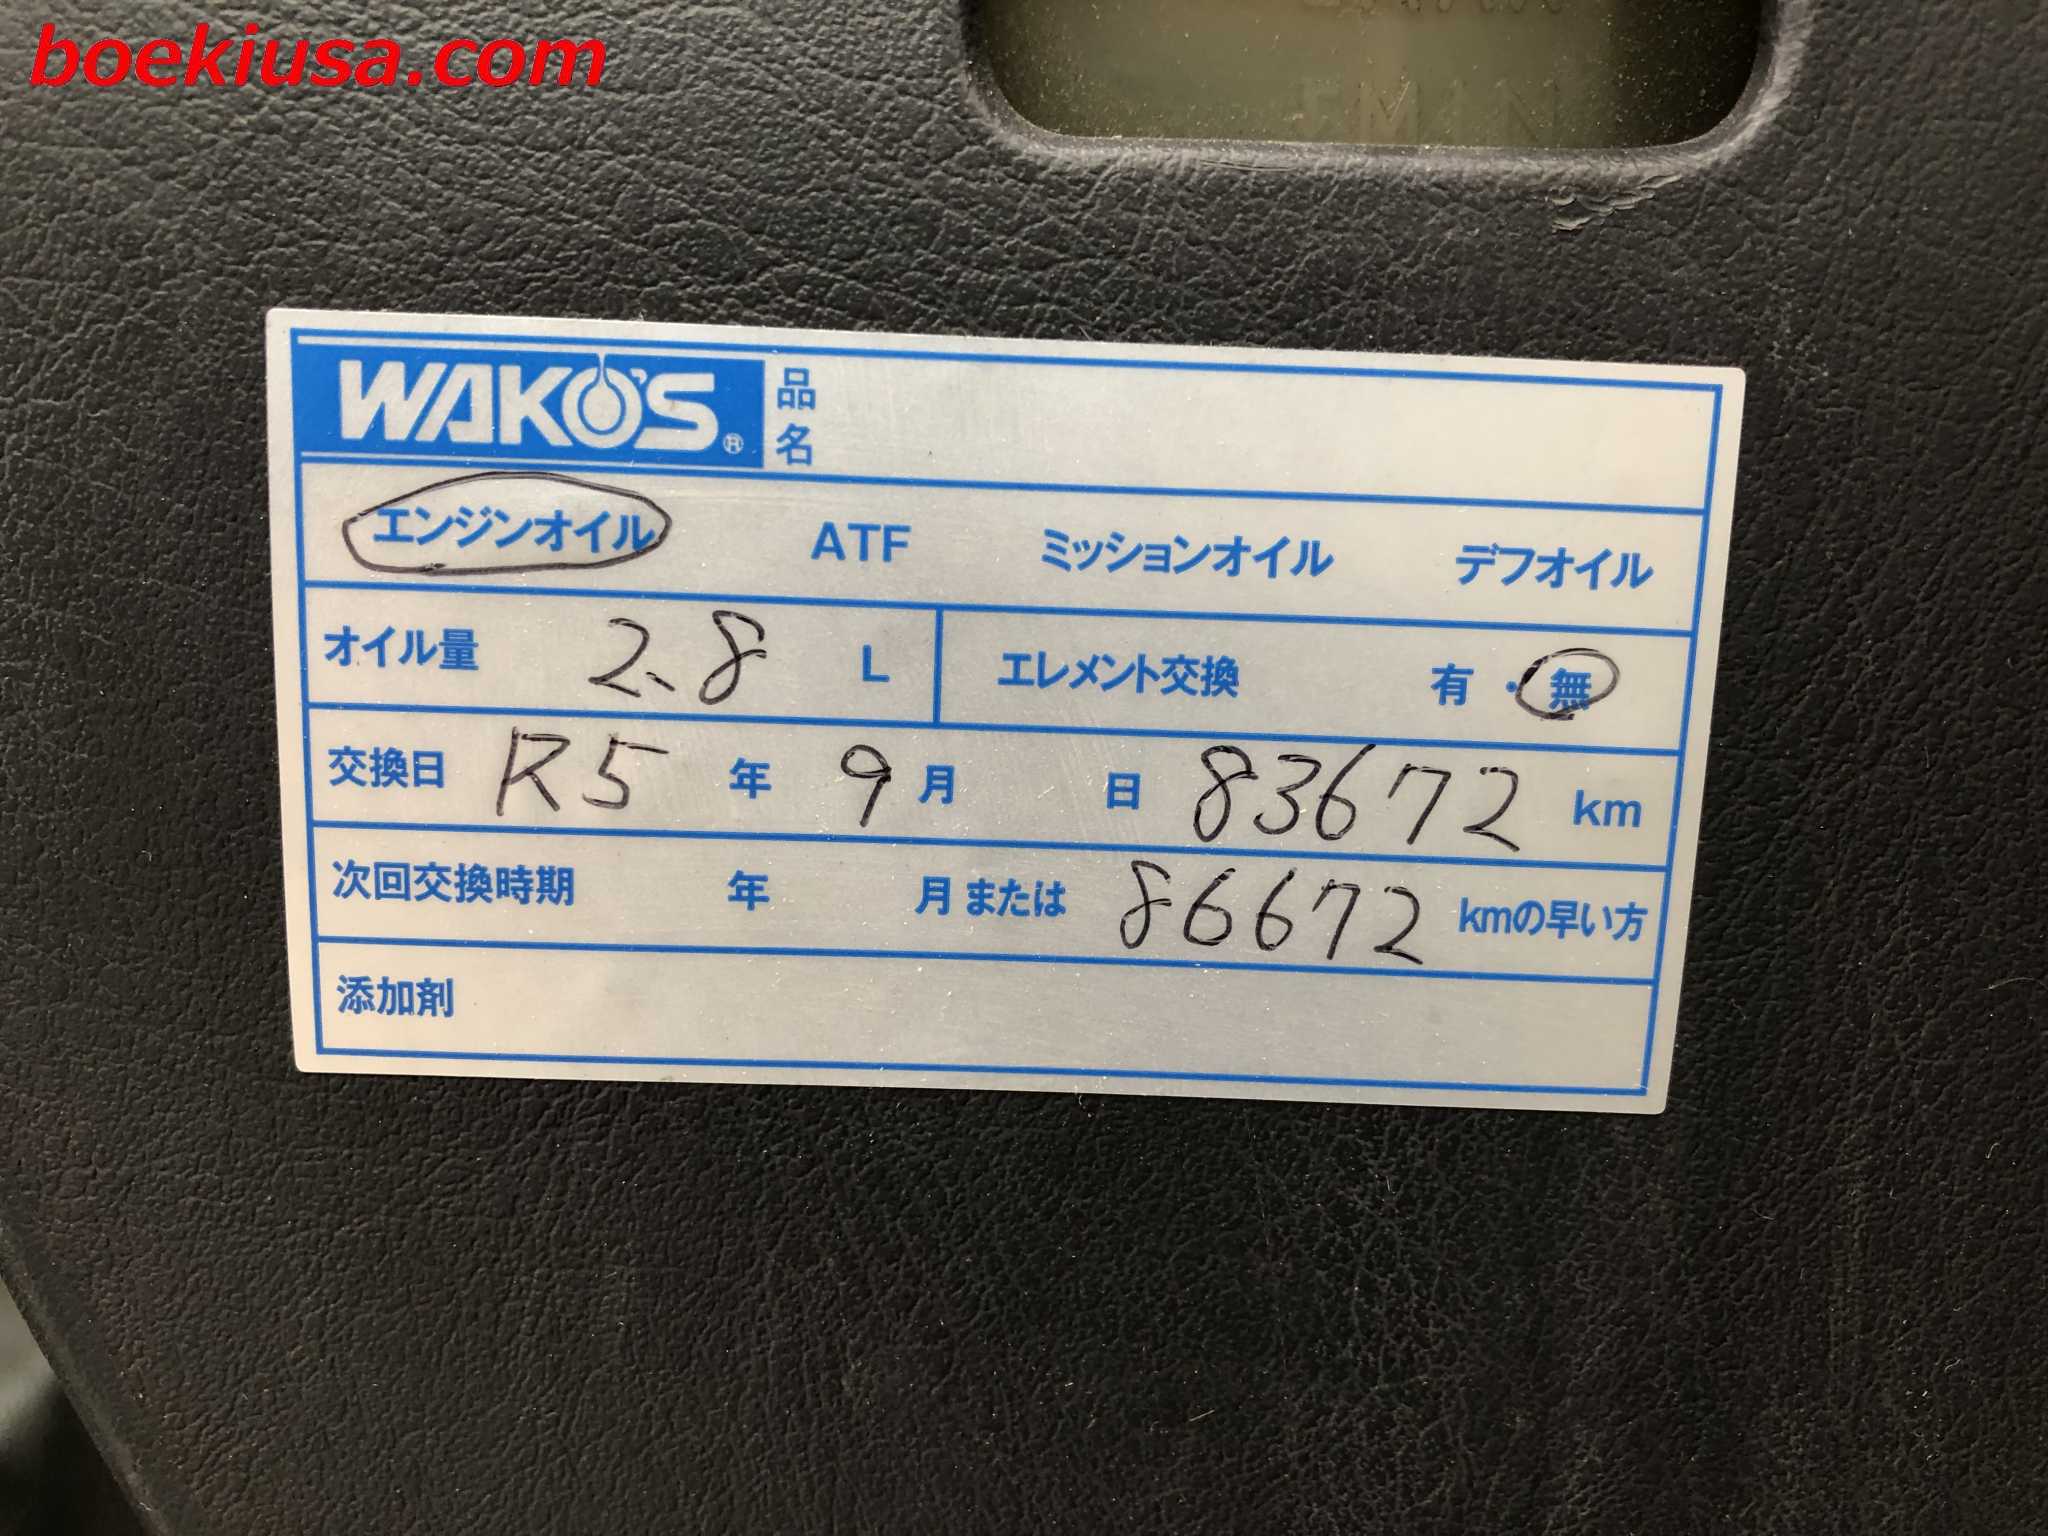 boekiusa.com
5MIN
WAKO'S® 品名
エンジンオイル ATF ミッションオイル デフオイル
オイル量 2.8 L エレメント交換 有・無
交換日 R5 年 9 月 日 83672 km
次回交換時期 年 月または 86672 kmの早い方
添加剤